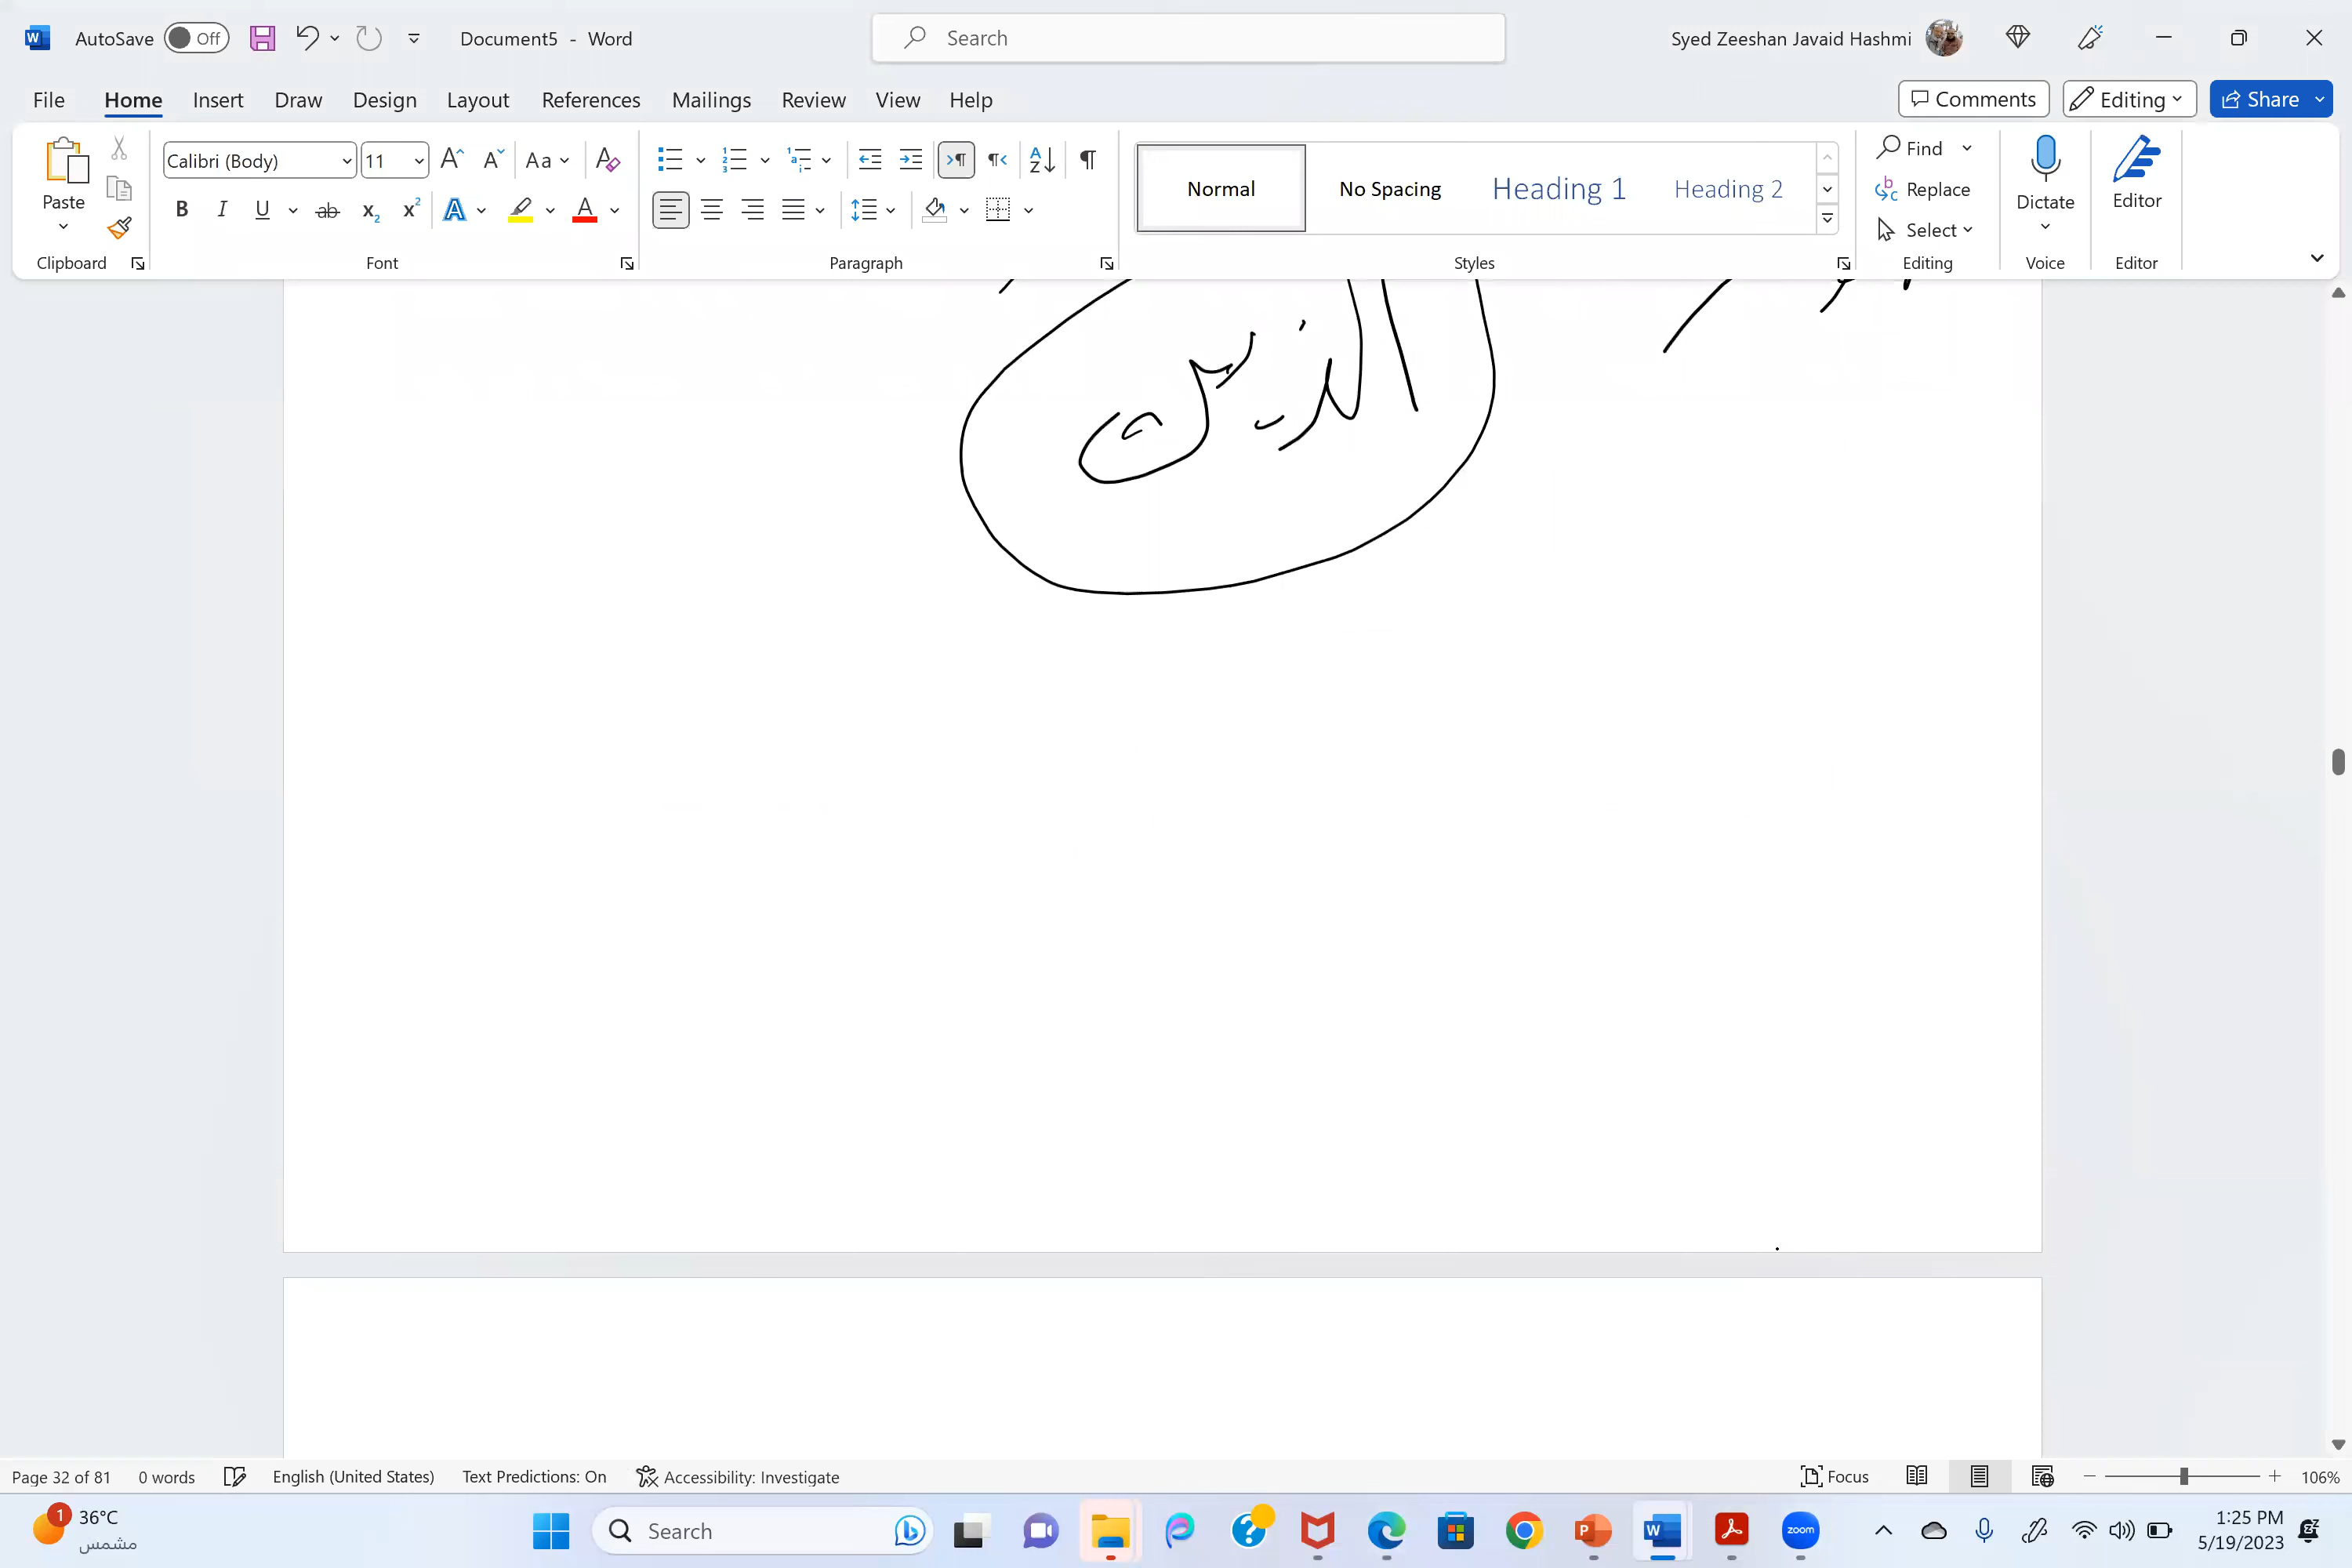 AutoSave Off Document5 - Word Search Syed Zeeshan Javaid Hashmi
File Home Insert Draw Design Layout References Mailings Review View Help Comments Editing Share
Calibri (Body) 11 Normal No Spacing Heading 1 Heading 2 Find
Paste Replace Dictate Editor
Select
Clipboard Font Paragraph Styles Editing Voice Editor
Page 32 of 81 0 words English (United States) Text Predictions: On Accessibility: Investigate Focus 106%
1 36°C Search zoom 1:25 PM
مشمس 5/19/2023